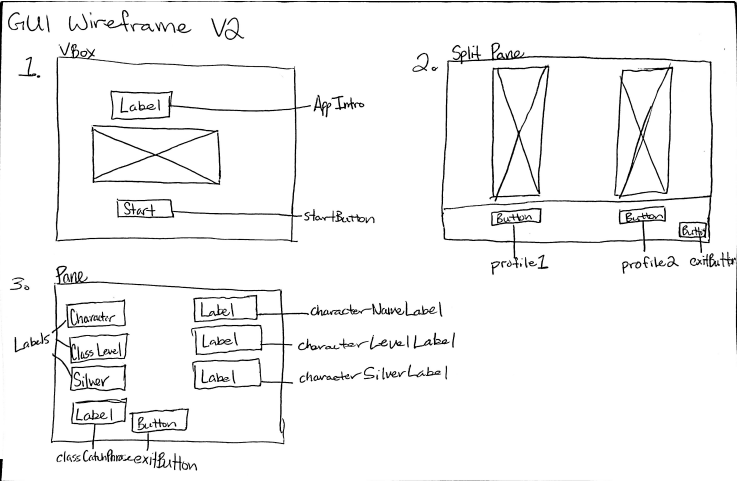 GUI Wireframe V2
1.
VBox
Label
App Intro
Start
startButton
2.
Split Pane
Button
Button
Button
profile1
profile2
exitButton
3.
Pane
Labels
Character
Class Level
Silver
Label
Button
Label
characterNameLabel
Label
characterLevelLabel
Label
characterSilverLabel
classCatchPhrase
exitButton